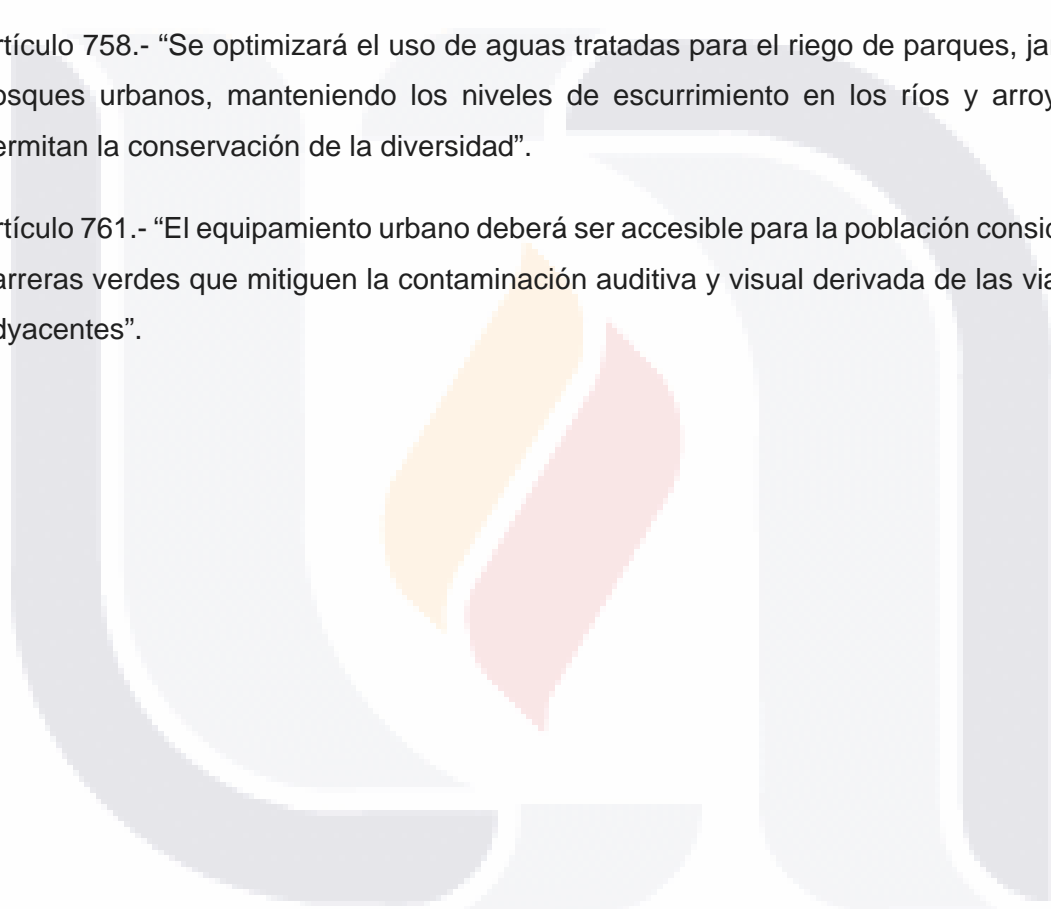 rtículo 758.- “Se optimizará el uso de aguas tratadas para el riego de parques, ja
osques urbanos, manteniendo los niveles de escurrimiento en los ríos y arroy
ermitan la conservación de la diversidad”.
rtículo 761.- “El equipamiento urbano deberá ser accesible para la población consid
arreras verdes que mitiguen la contaminación auditiva y visual derivada de las via
dyacentes”.